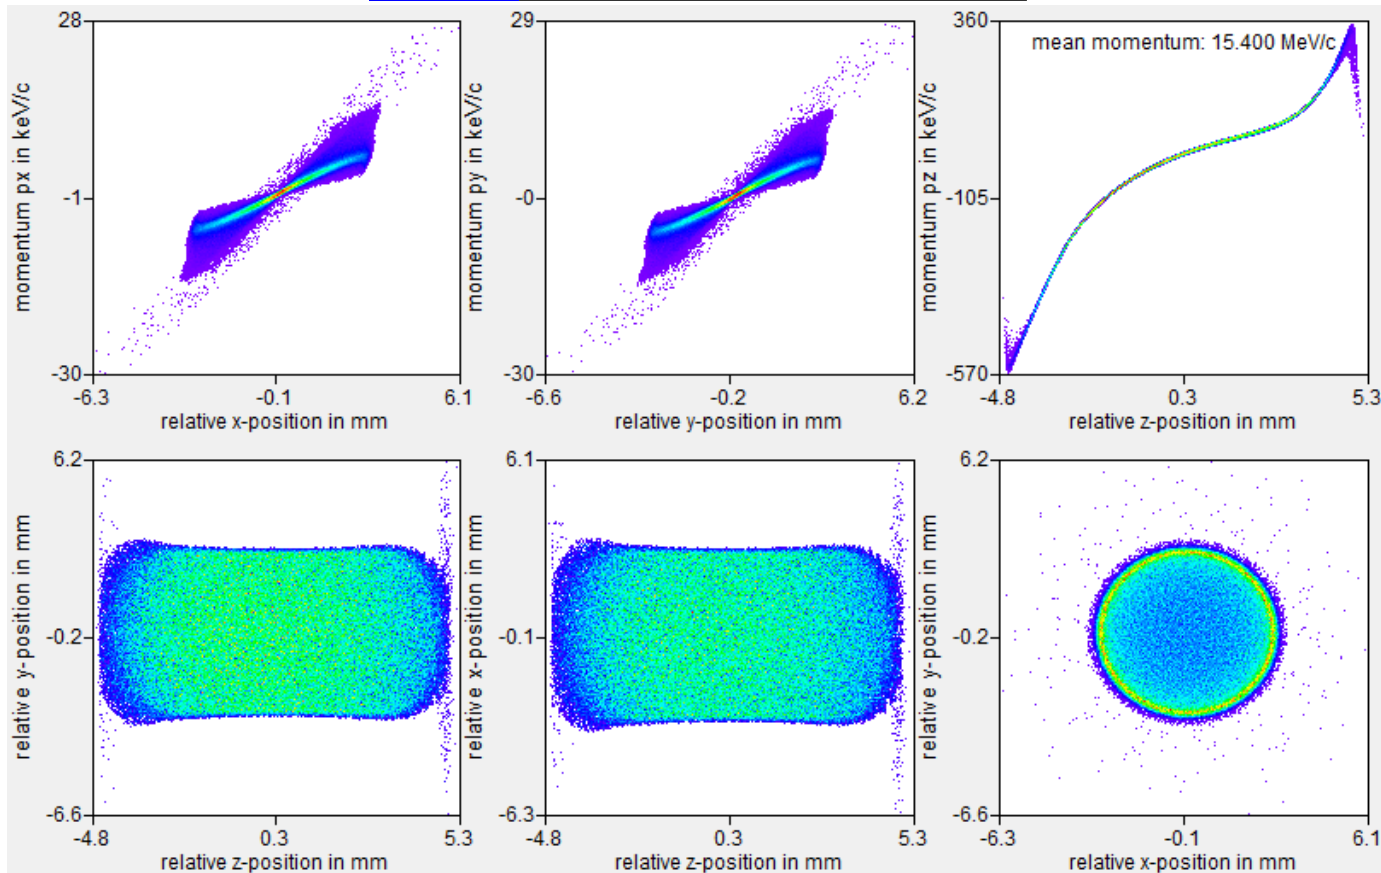 28
-1
-30
-6.3
-0.1
6.1
momentum px in keV/c
relative x-position in mm
29
-0
-30
-6.6
-0.2
6.2
momentum py in keV/c
relative y-position in mm
mean momentum: 15.400 MeV/c
360
-105
-570
-4.8
0.3
5.3
momentum pz in keV/c
relative z-position in mm
6.2
-0.2
-6.6
-4.8
0.3
5.3
relative y-position in mm
relative z-position in mm
6.1
-0.1
-6.3
-4.8
0.3
5.3
relative x-position in mm
relative z-position in mm
6.2
-0.2
-6.6
-6.3
-0.1
6.1
relative y-position in mm
relative x-position in mm